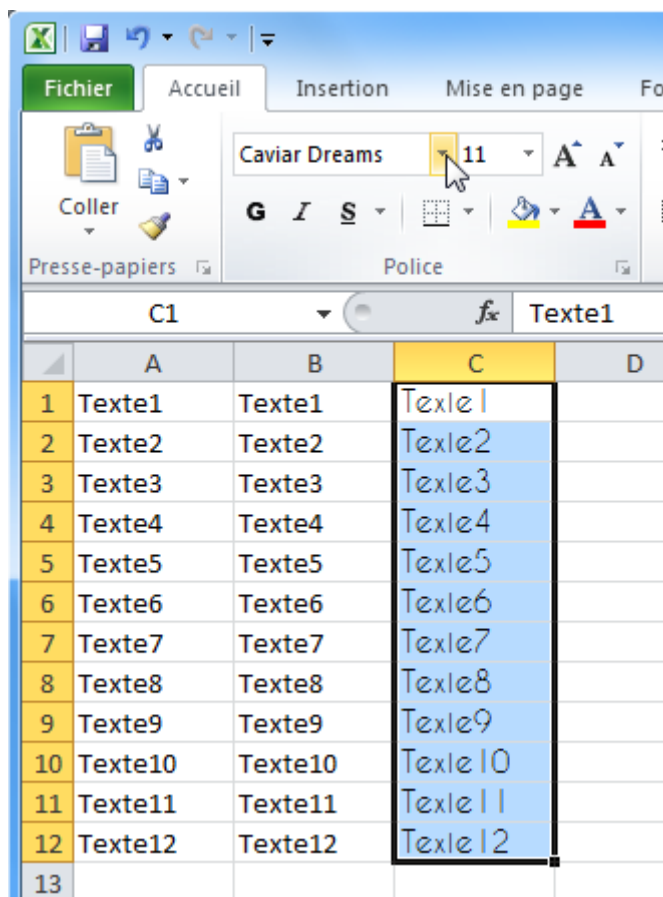 Fichier Accueil Insertion Mise en page Fo
Caviar Dreams 11 A A
Coller G I S A
Presse-papiers Police
C1 fx Texte1
A B C D
1 Texte1 Texte1 Texte1
2 Texte2 Texte2 Texte2
3 Texte3 Texte3 Texte3
4 Texte4 Texte4 Texte4
5 Texte5 Texte5 Texte5
6 Texte6 Texte6 Texte6
7 Texte7 Texte7 Texte7
8 Texte8 Texte8 Texte8
9 Texte9 Texte9 Texte9
10 Texte10 Texte10 Texte10
11 Texte11 Texte11 Texte11
12 Texte12 Texte12 Texte12
13